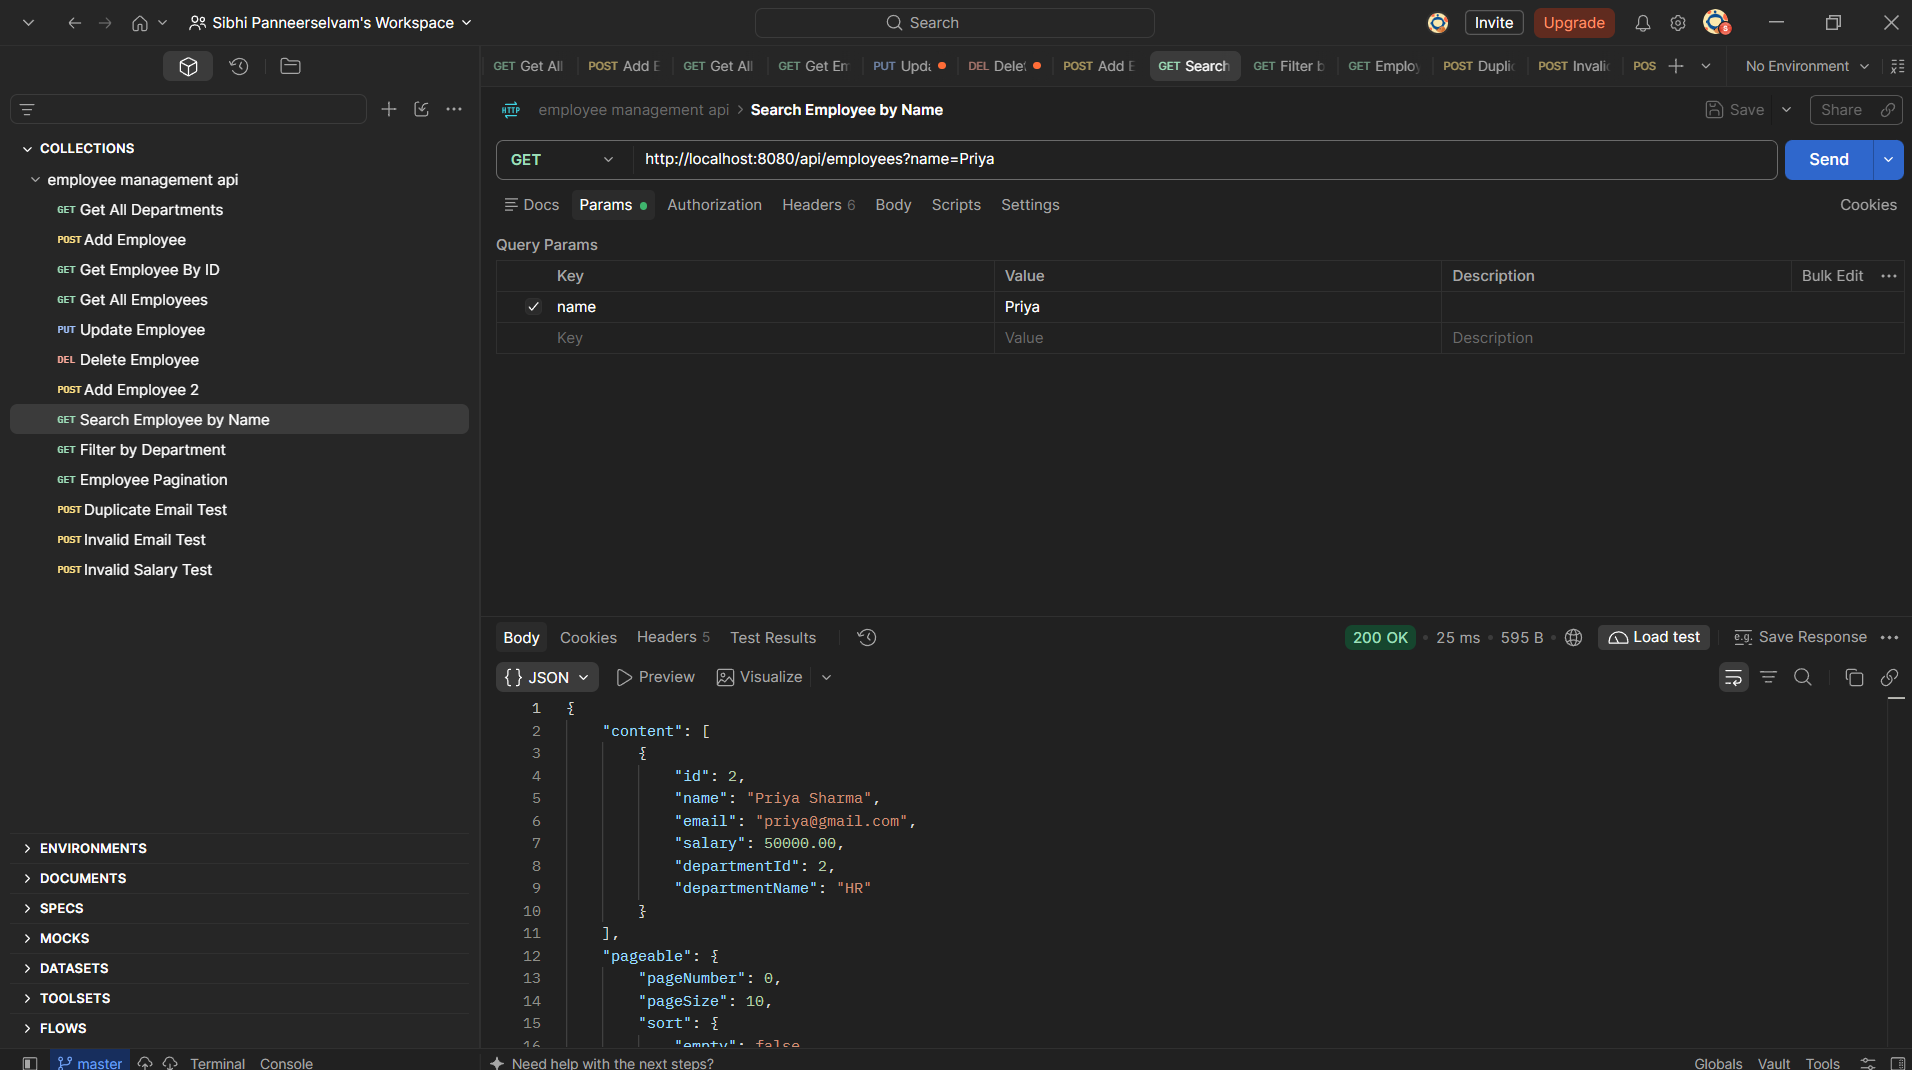 Sibhi Panneerselvam's Workspace
Search
Invite
Upgrade
5
GET Get All
POST Add E
GET Get All
GET Get Em
PUT Upda
DEL Delet
POST Add E
GET Search
GET Filter b
GET Employ
POST Duplic
POST Invalid
POS
No Environment
HTTP employee management api > Search Employee by Name
Save
Share
COLLECTIONS
employee management api
GET Get All Departments
POST Add Employee
GET Get Employee By ID
GET Get All Employees
PUT Update Employee
DEL Delete Employee
POST Add Employee 2
GET Search Employee by Name
GET Filter by Department
GET Employee Pagination
POST Duplicate Email Test
POST Invalid Email Test
POST Invalid Salary Test
ENVIRONMENTS
DOCUMENTS
SPECS
MOCKS
DATASETS
TOOLSETS
FLOWS
GET http://localhost:8080/api/employees?name=Priya
Send
Docs Params Authorization Headers 6 Body Scripts Settings
Cookies
Query Params
Key Value Description Bulk Edit
name Priya
Key Value Description
Body Cookies Headers 5 Test Results
200 OK • 25 ms • 595 B •
Load test
e.g. Save Response
{} JSON Preview Visualize
1 {
2 "content": [
3 {
4 "id": 2,
5 "name": "Priya Sharma",
6 "email": "priya@gmail.com",
7 "salary": 50000.00,
8 "departmentId": 2,
9 "departmentName": "HR"
10 }
11 ],
12 "pageable": {
13 "pageNumber": 0,
14 "pageSize": 10,
15 "sort": {
16 "empty": false,
master Terminal Console
Need help with the next steps?
Globals Vault Tools